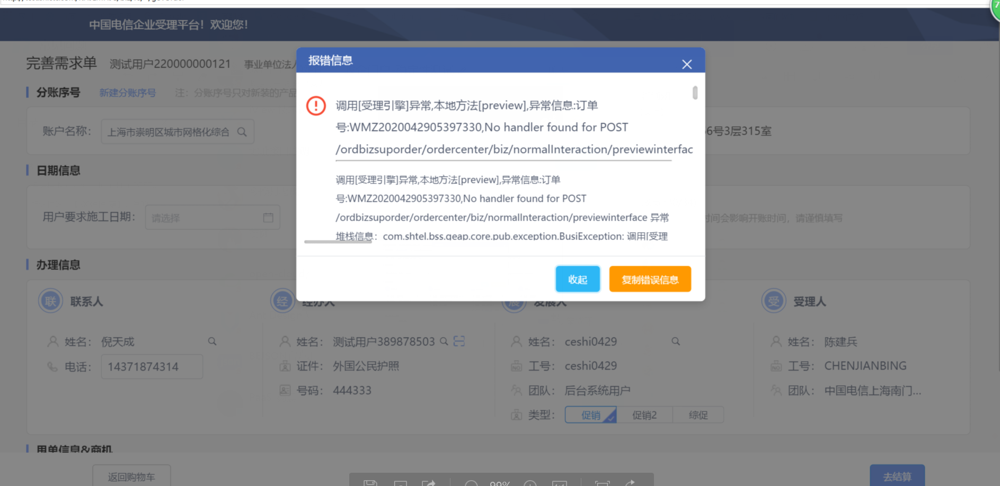 中国电信企业受理平台！欢迎您！
完善需求单 测试用户220000000121 事业单位法人
分账序号 新建分账序号 注：分账序号只对新装的产品
账户名称： 上海市崇明区城市网格化综合
6号3层315室
日期信息
用户要求施工日期： 请选择
时间会影响开账时间，请谨慎填写
办理信息
报错信息
调用[受理引擎]异常,本地方法[preview],异常信息:订单
号:WMZ2020042905397330,No handler found for POST
/ordbizsuporder/ordercenter/biz/normalInteraction/previewinterfac
调用[受理引擎]异常,本地方法[preview],异常信息:订单
号:WMZ2020042905397330,No handler found for POST
/ordbizsuporder/ordercenter/biz/normalInteraction/previewinterface 异常
堆栈信息：com.shtel.bss.qeap.core.pub.exception.BusiException: 调用[受理
收起 复制错误信息
联 联系人
姓名： 倪天成
电话： 14371874314
经 经办人
姓名： 测试用户389878503
证件： 外国公民护照
号码： 444333
展 发展人
姓名： ceshi0429
NO 工号： ceshi0429
团队： 后台系统用户
类型： 促销 促销2 综促
受 受理人
姓名： 陈建兵
NO 工号： CHENJIANBING
团队： 中国电信上海南门...
甩单信息&商机
返回购物车
去结算
99%
1:1
7